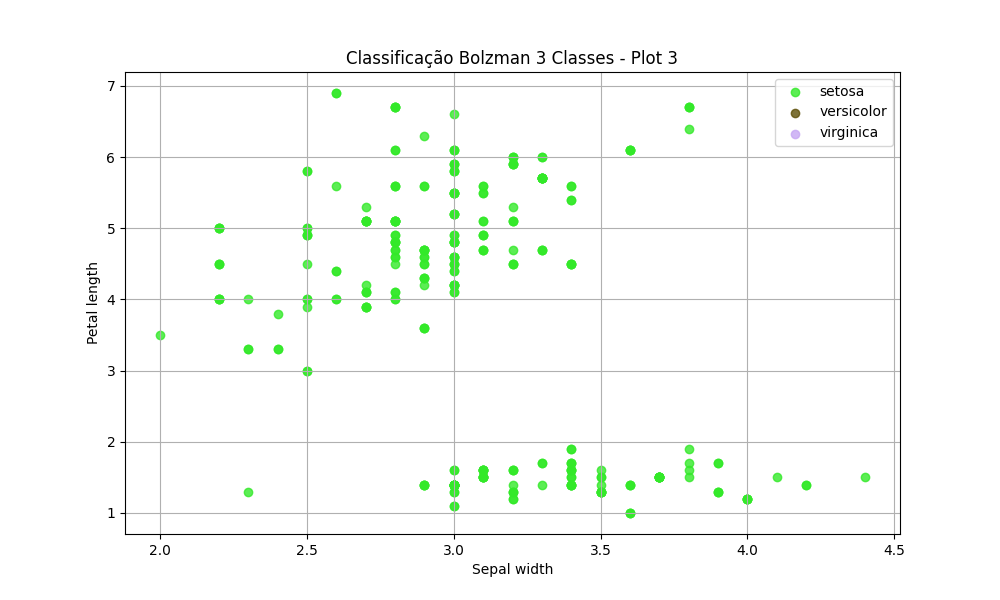 Classificação Bolzman 3 Classes - Plot 3
setosa
versicolor
virginica
Petal length
7
6
5
4
3
2
1
2.0 2.5 3.0 3.5 4.0 4.5
Sepal width